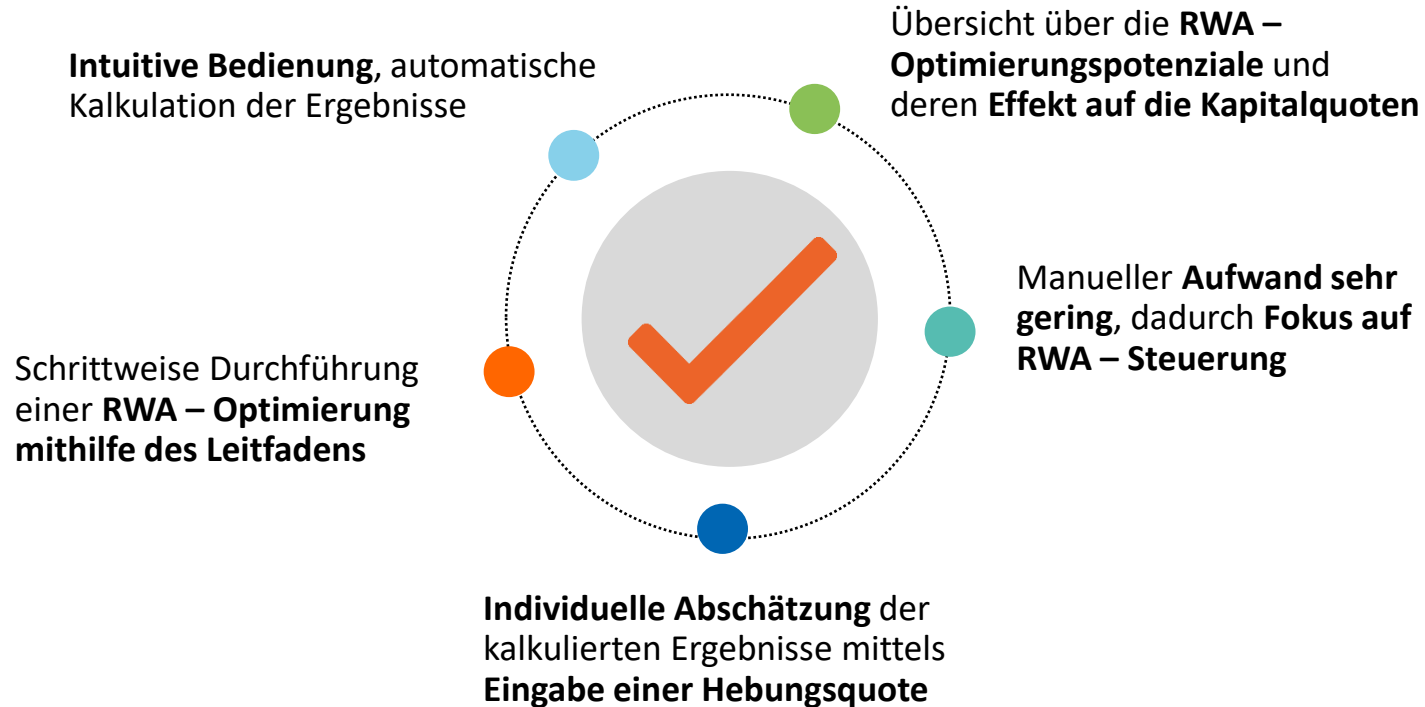 Intuitive Bedienung, automatische
Kalkulation der Ergebnisse
Übersicht über die RWA –
Optimierungspotenziale und
deren Effekt auf die Kapitalquoten
Manueller Aufwand sehr
gering, dadurch Fokus auf
RWA – Steuerung
Schrittweise Durchführung
einer RWA – Optimierung
mithilfe des Leitfadens
Individuelle Abschätzung der
kalkulierten Ergebnisse mittels
Eingabe einer Hebungsquote